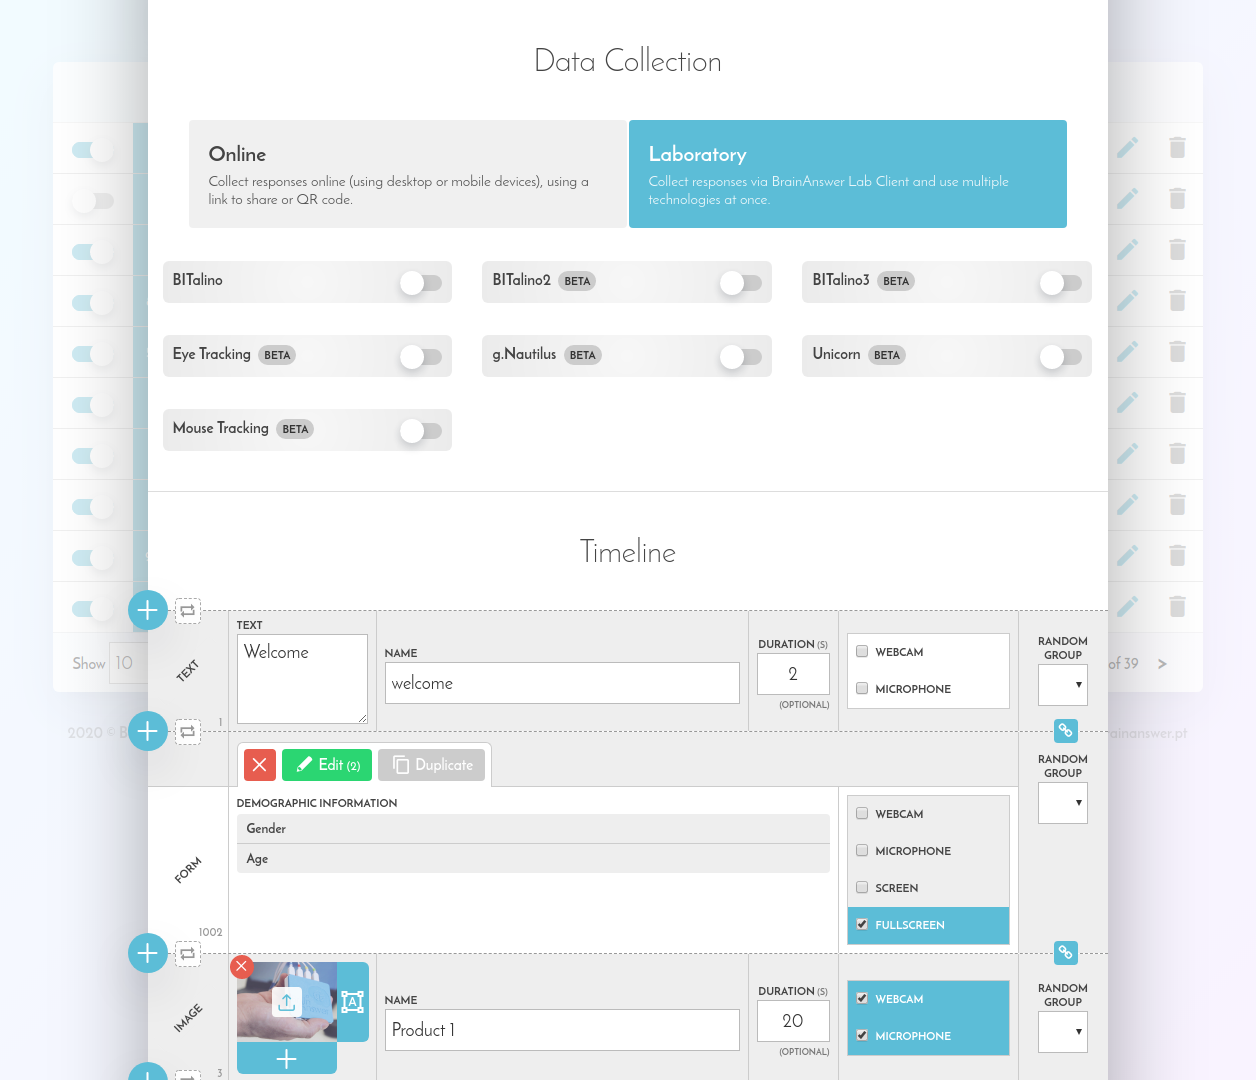 Data Collection
Online
Collect responses online (using desktop or mobile devices), using a
link to share or QR code.
Laboratory
Collect responses via BrainAnswer Lab Client and use multiple
technologies at once.
BITalino
BITalino2 BETA
BITalino3 BETA
Eye Tracking BETA
g.Nautilus BETA
Unicorn BETA
Mouse Tracking BETA
Timeline
TEXT
1
TEXT
Welcome
NAME
welcome
DURATION (S)
2
(OPTIONAL)
WEBCAM
MICROPHONE
RANDOM
GROUP
Show 10
of 39 >
2020 © B
ainanswer.pt
Edit (2)
Duplicate
RANDOM
GROUP
FORM
1002
DEMOGRAPHIC INFORMATION
Gender
Age
WEBCAM
MICROPHONE
SCREEN
FULLSCREEN
IMAGE
3
A
NAME
Product 1
DURATION (S)
20
(OPTIONAL)
WEBCAM
MICROPHONE
RANDOM
GROUP